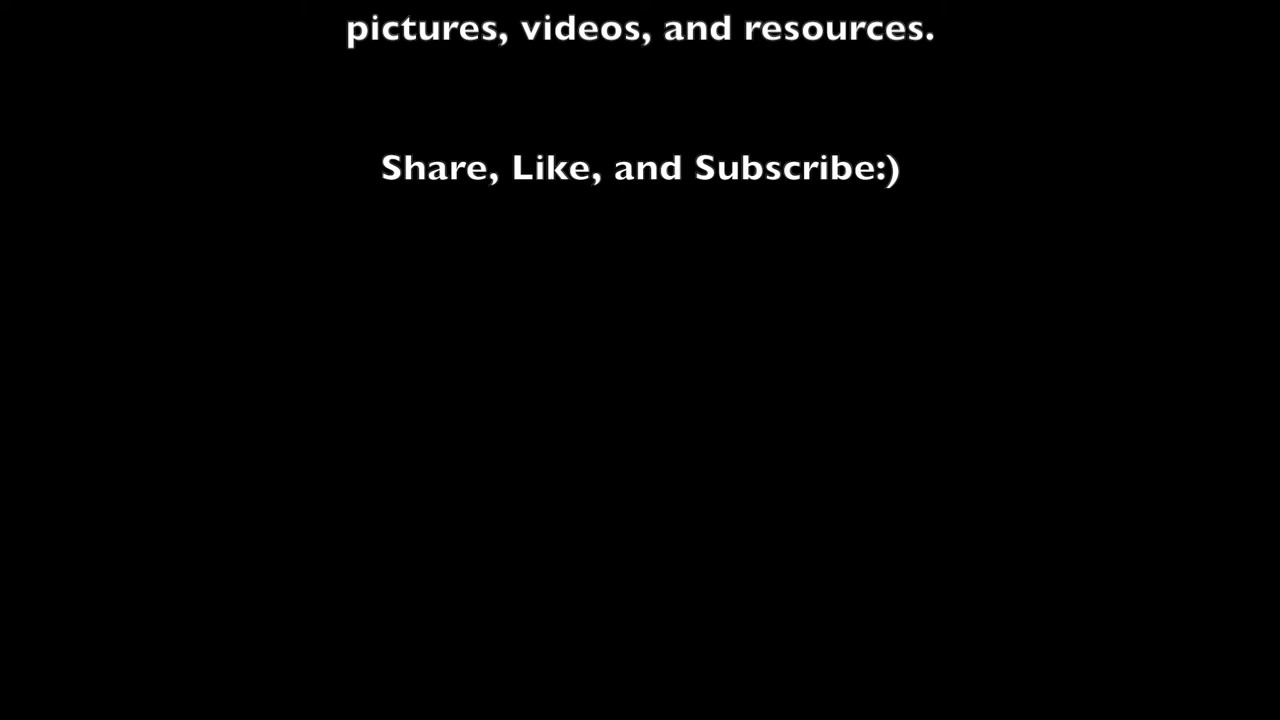 pictures, videos, and resources.
Share, Like, and Subscribe:)